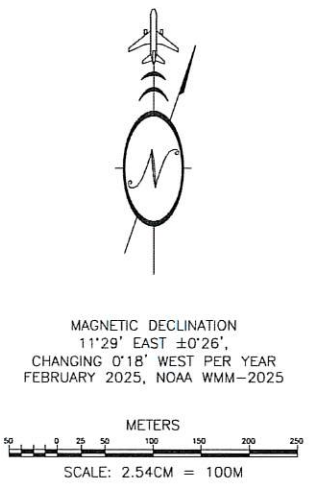 N
MAGNETIC DECLINATION
11°29' EAST ±0°26',
CHANGING 0°18' WEST PER YEAR
FEBRUARY 2025, NOAA WMM-2025
METERS
50 0 25 50 100 150 200 250
SCALE: 2.54CM = 100M